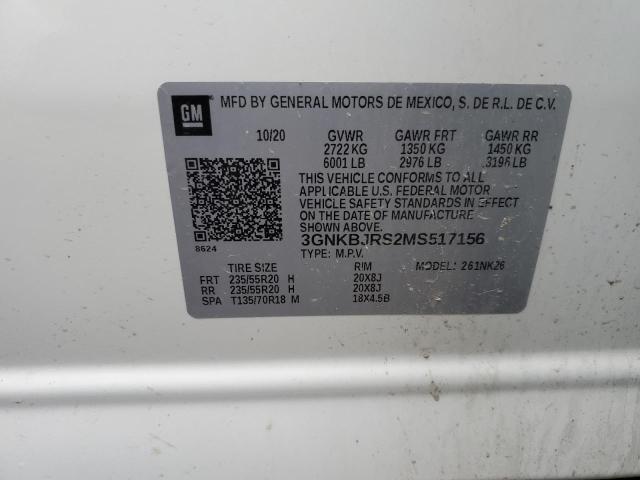 GM
MFD BY GENERAL MOTORS DE MEXICO, S. DE R.L. DE C.V.
10/20 GVWR GAWR FRT GAWR RR
2722 KG 1350 KG 1450 KG
6001 LB 2976 LB 3196 LB
THIS VEHICLE CONFORMS TO ALL
APPLICABLE U.S. FEDERAL MOTOR
VEHICLE SAFETY STANDARDS IN EFFECT
ON THE DATE OF MANUFACTURE
SHOWN ABOVE.
8624 3GNKBJRS2MS517156
TYPE: M.P.V. MODEL: 261NK26
TIRE SIZE RIM
FRT 235/55R20 H 20X8J
RR 235/55R20 H 20X8J
SPA T135/70R18 M 18X4.5B